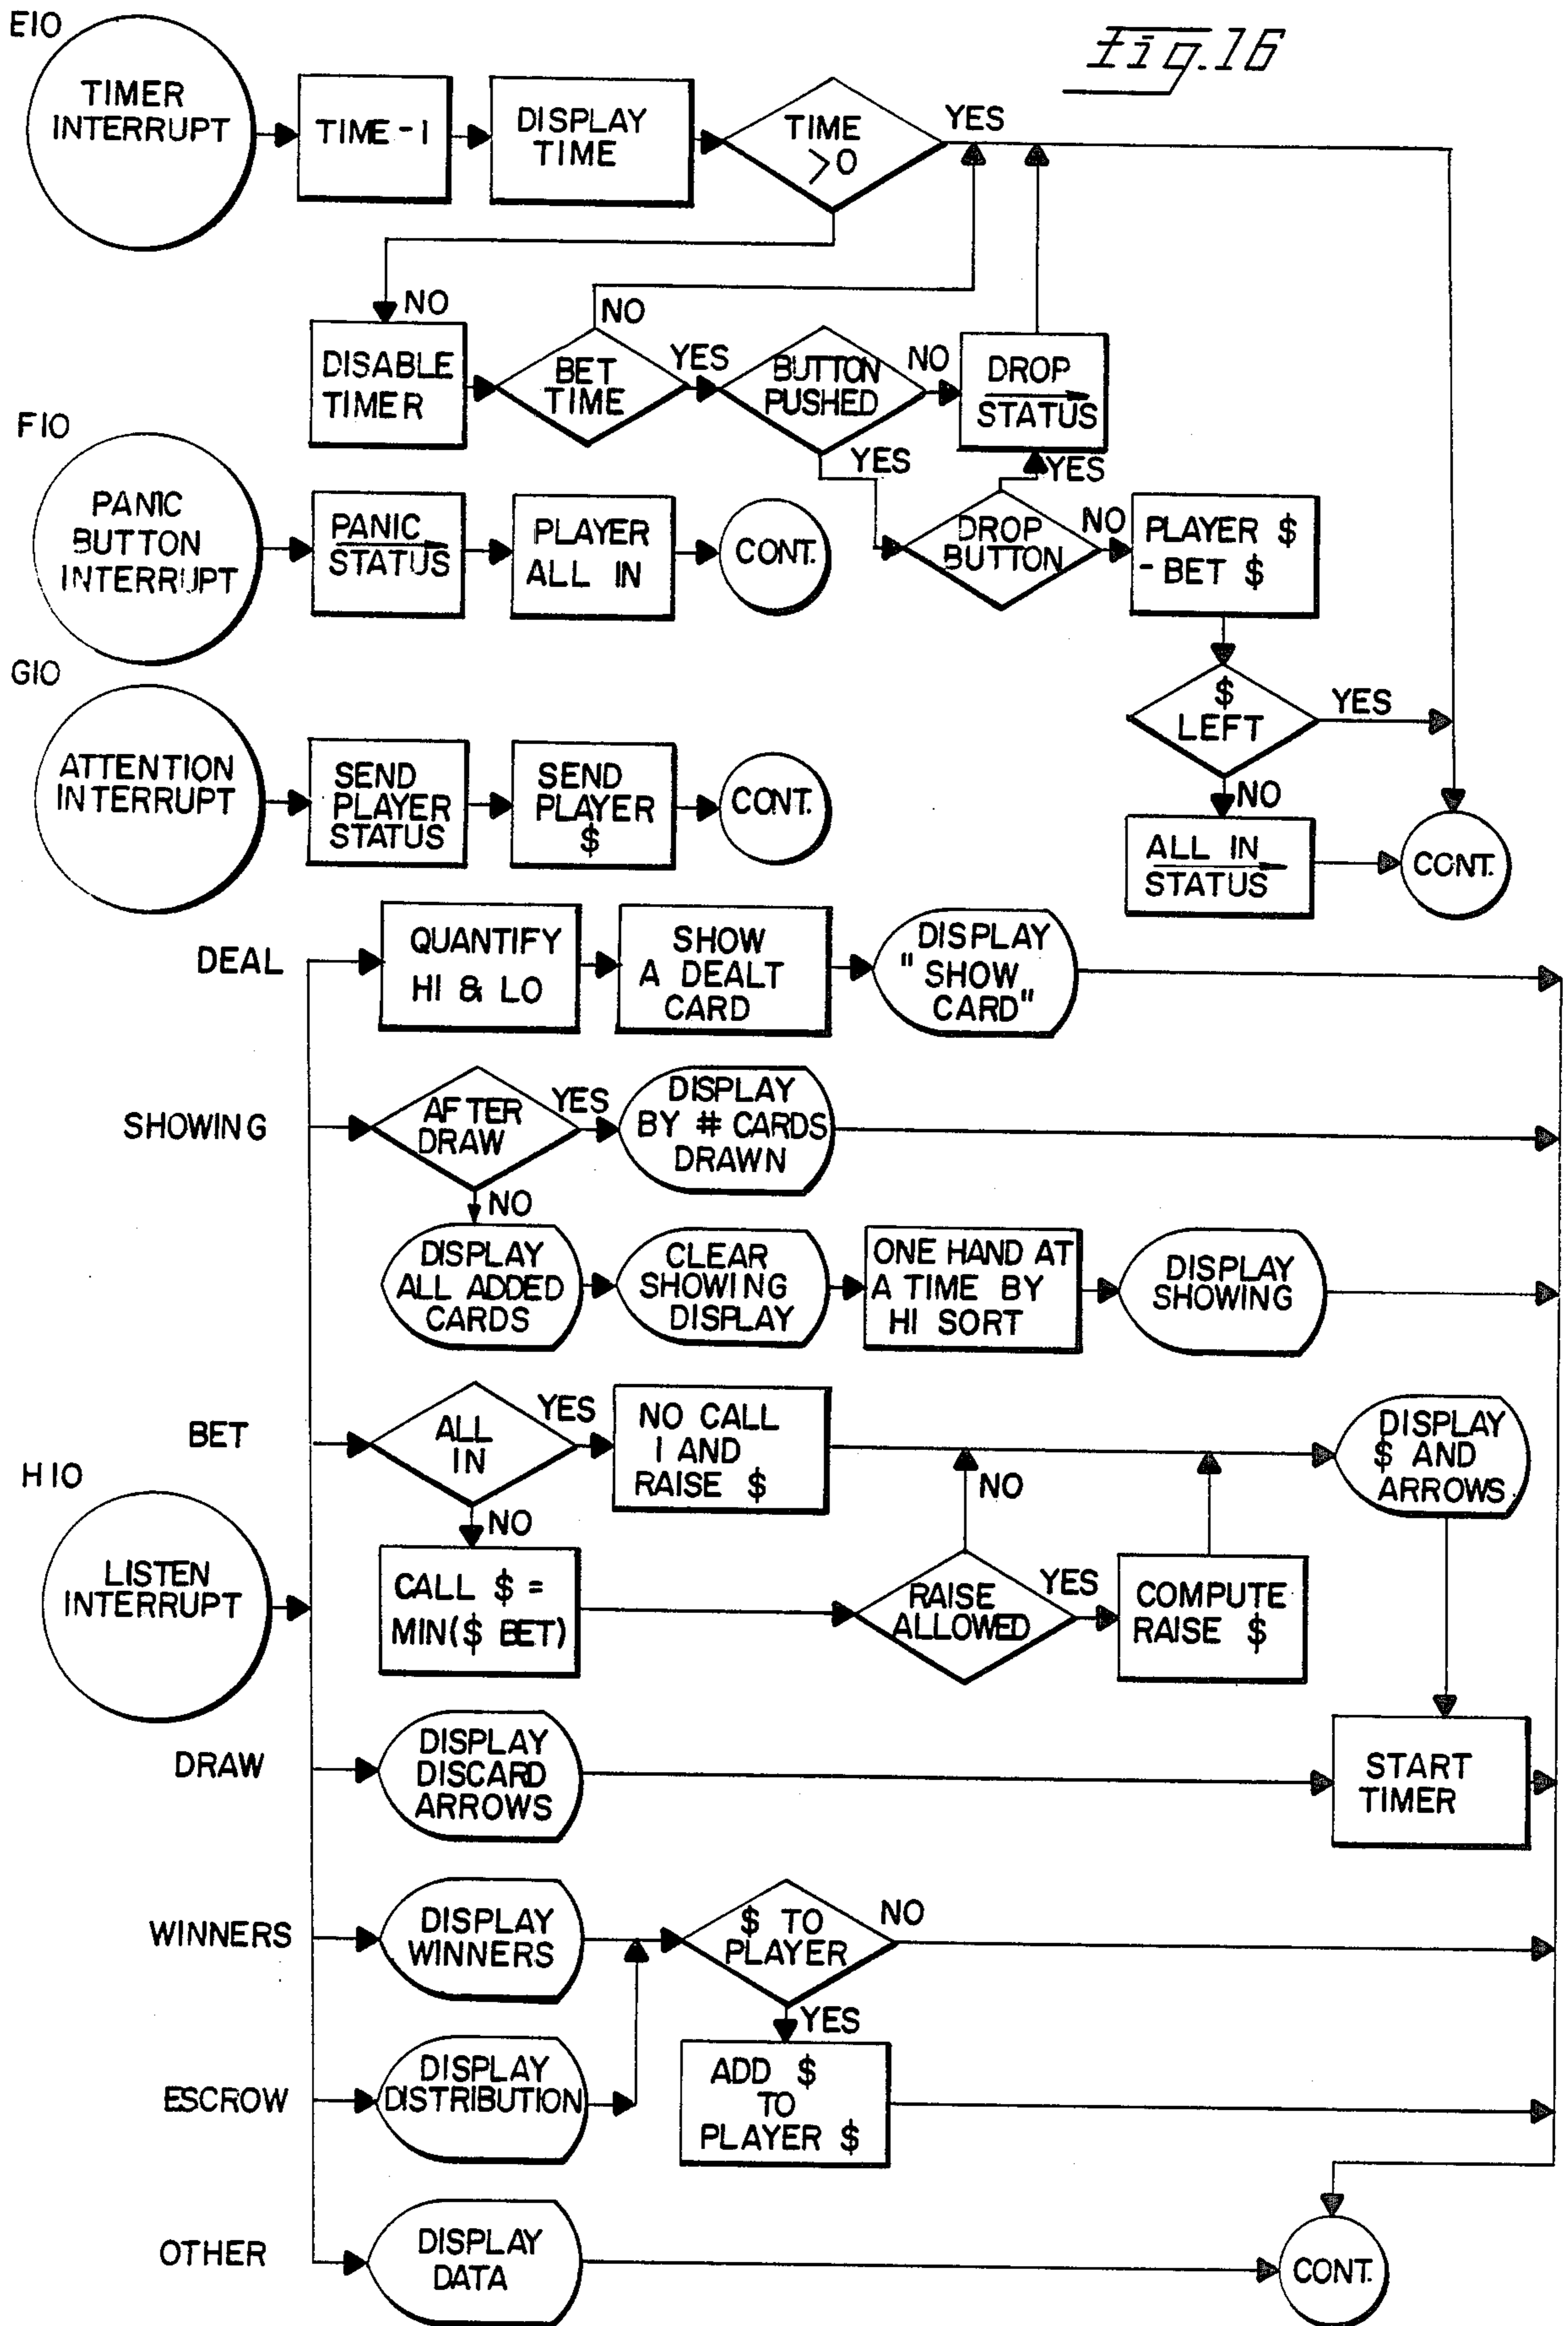 Fig. 16
E10
TIMER
INTERRUPT
TIME - 1
DISPLAY
TIME
TIME
>0
YES
NO
DISABLE
TIMER
BET
TIME
NO
YES
BUTTON
PUSHED
NO
DROP
STATUS
YES
DROP
BUTTON
YES
NO
PLAYER $
- BET $
$
LEFT
YES
NO
ALL IN
STATUS
CONT.
F10
PANIC
BUTTON
INTERRUPT
PANIC
STATUS
PLAYER
ALL IN
CONT.
G10
ATTENTION
INTERRUPT
SEND
PLAYER
STATUS
SEND
PLAYER
$
CONT.
H10
LISTEN
INTERRUPT
DEAL
QUANTIFY
HI & LO
SHOW
A DEALT
CARD
DISPLAY
" SHOW
CARD"
SHOWING
AFTER
DRAW
YES
DISPLAY
BY # CARDS
DRAWN
NO
DISPLAY
ALL ADDED
CARDS
CLEAR
SHOWING
DISPLAY
ONE HAND AT
A TIME BY
HI SORT
DISPLAY
SHOWING
BET
ALL
IN
YES
NO CALL
1 AND
RAISE $
NO
CALL $ =
MIN($ BET)
RAISE
ALLOWED
NO
YES
COMPUTE
RAISE $
DISPLAY
$ AND
ARROWS
DRAW
DISPLAY
DISCARD
ARROWS
START
TIMER
WINNERS
DISPLAY
WINNERS
$ TO
PLAYER
NO
YES
ADD $
TO
PLAYER $
ESCROW
DISPLAY
DISTRIBUTION
OTHER
DISPLAY
DATA
CONT.